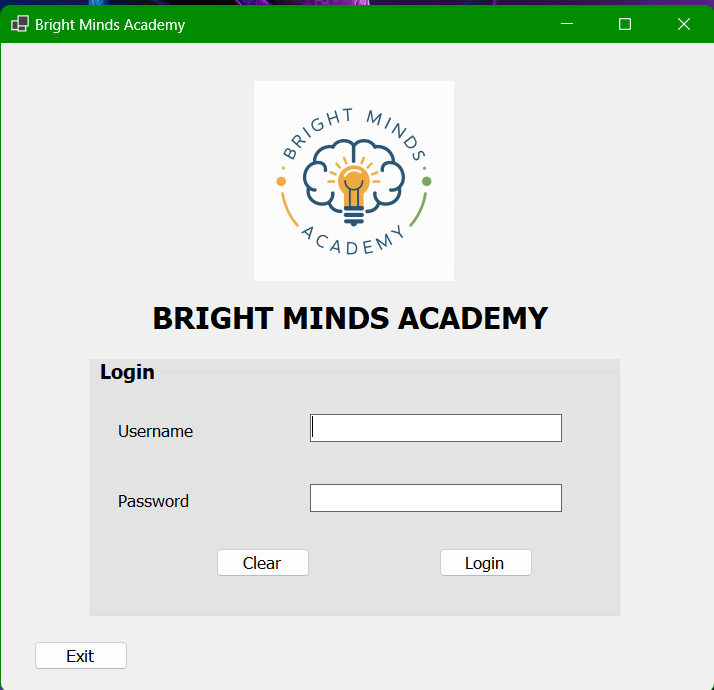 Bright Minds Academy
BRIGHT MINDS
ACADEMY
BRIGHT MINDS ACADEMY
Login
Username
Password
Clear
Login
Exit